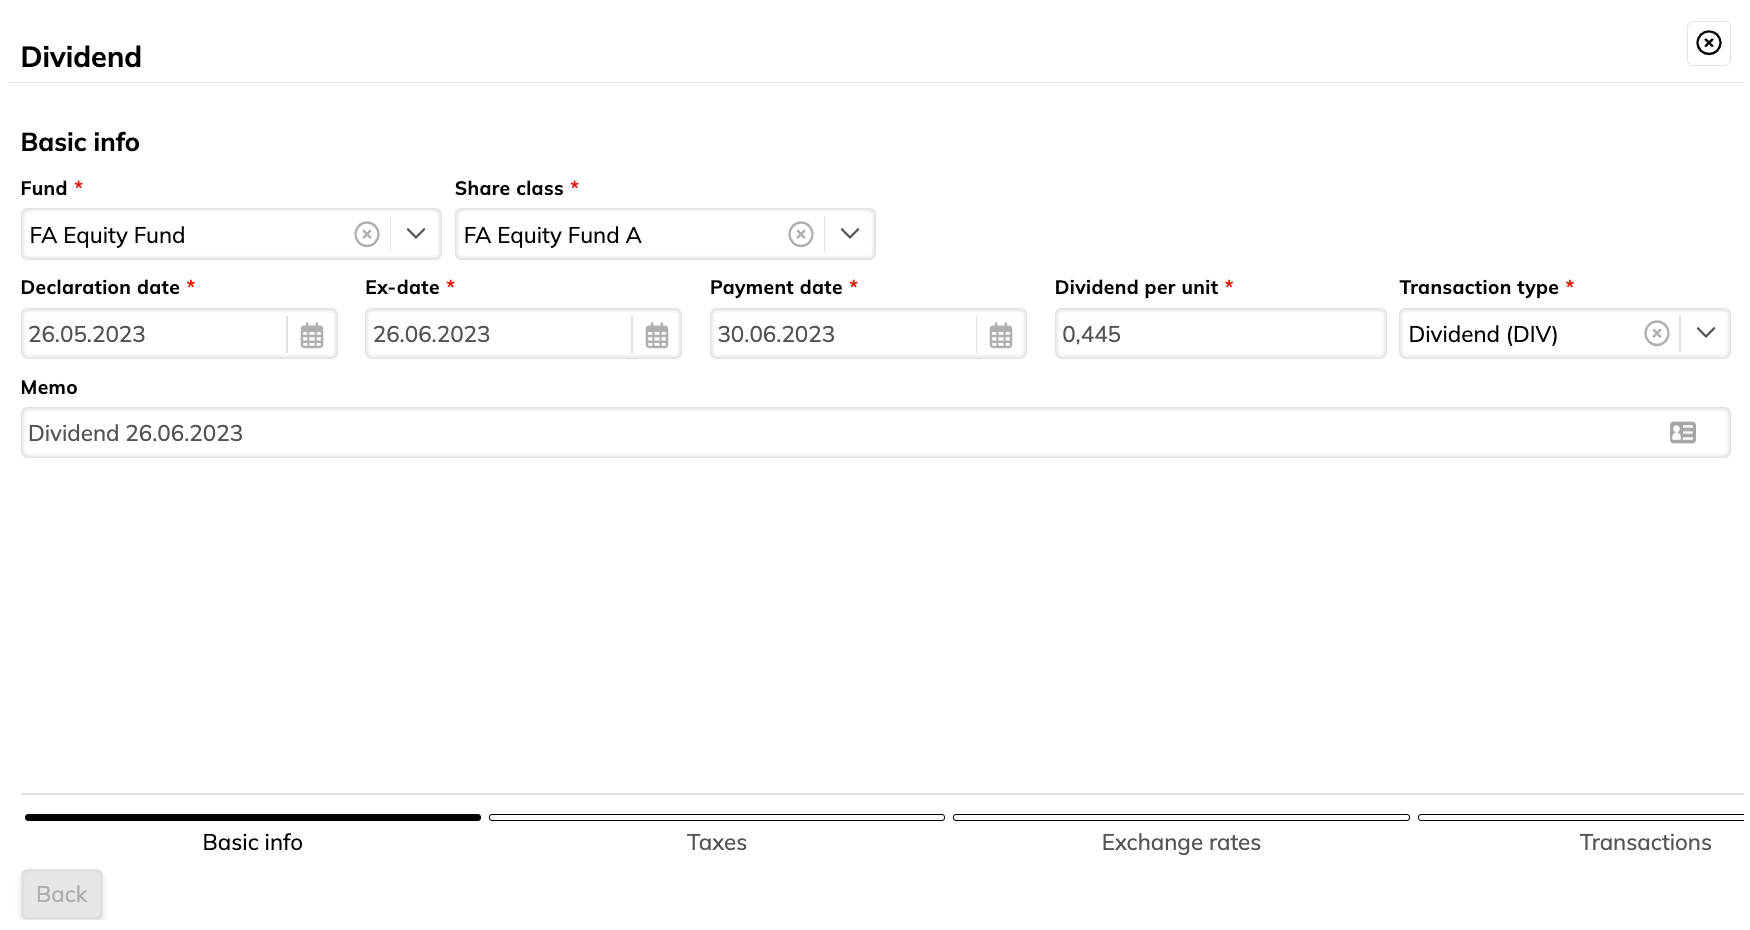 Dividend
Basic info
Fund * Share class *
FA Equity Fund FA Equity Fund A
Declaration date * Ex-date * Payment date * Dividend per unit * Transaction type *
26.05.2023 26.06.2023 30.06.2023 0,445 Dividend (DIV)
Memo
Dividend 26.06.2023
Basic info Taxes Exchange rates Transactions
Back